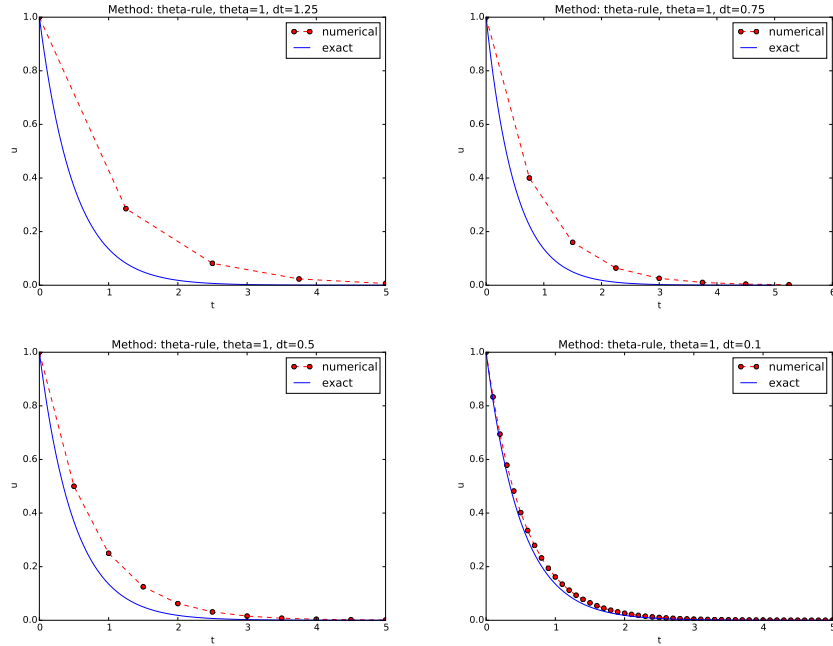 Method: theta-rule, theta=1, dt=1.25
numerical
exact
1.0
0.8
0.6
0.4
0.2
0.0
u
0 1 2 3 4 5
t
Method: theta-rule, theta=1, dt=0.75
numerical
exact
1.0
0.8
0.6
0.4
0.2
0.0
u
0 1 2 3 4 5 6
t
Method: theta-rule, theta=1, dt=0.5
numerical
exact
1.0
0.8
0.6
0.4
0.2
0.0
u
0 1 2 3 4 5
t
Method: theta-rule, theta=1, dt=0.1
numerical
exact
1.0
0.8
0.6
0.4
0.2
0.0
u
0 1 2 3 4 5
t